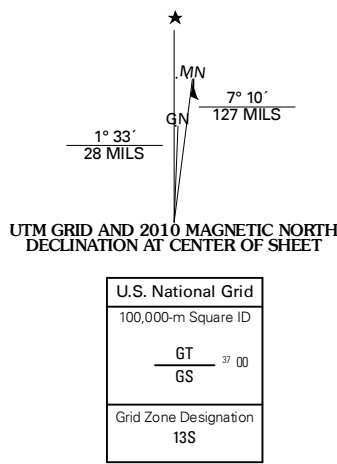 MN
GN
7° 10´
127 MILS
1° 33´
28 MILS
UTM GRID AND 2010 MAGNETIC NORTH
DECLINATION AT CENTER OF SHEET
U.S. National Grid
100,000-m Square ID
GT
37 00
GS
Grid Zone Designation
13S